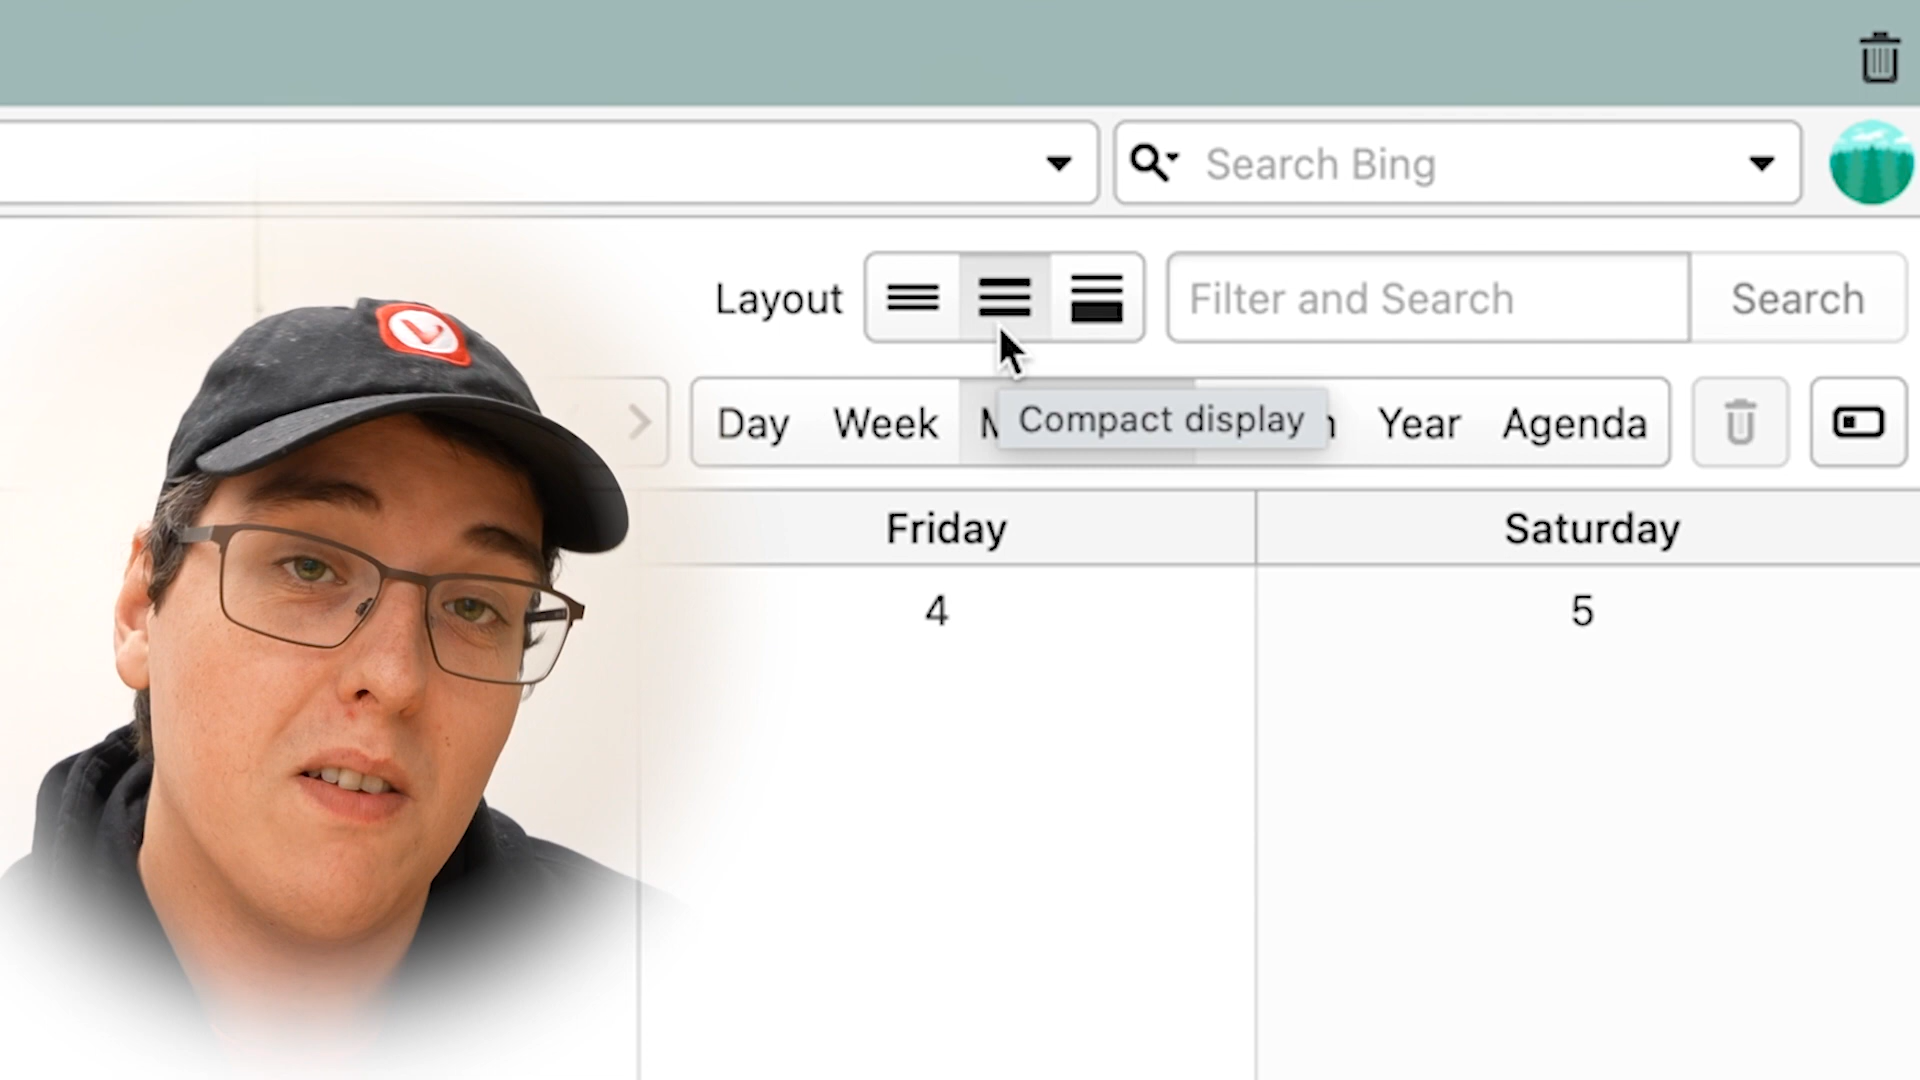 Search Bing
Layout
Filter and Search
Search
Day Week Year Agenda
Compact display
Friday
Saturday
4
5